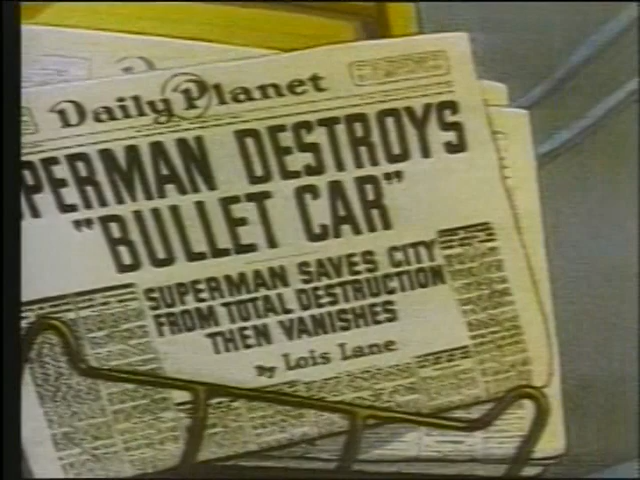 Daily Planet
PERMAN DESTROYS
"BULLET CAR"
SUPERMAN SAVES CITY
FROM TOTAL DESTRUCTION
THEN VANISHES
By Lois Lane